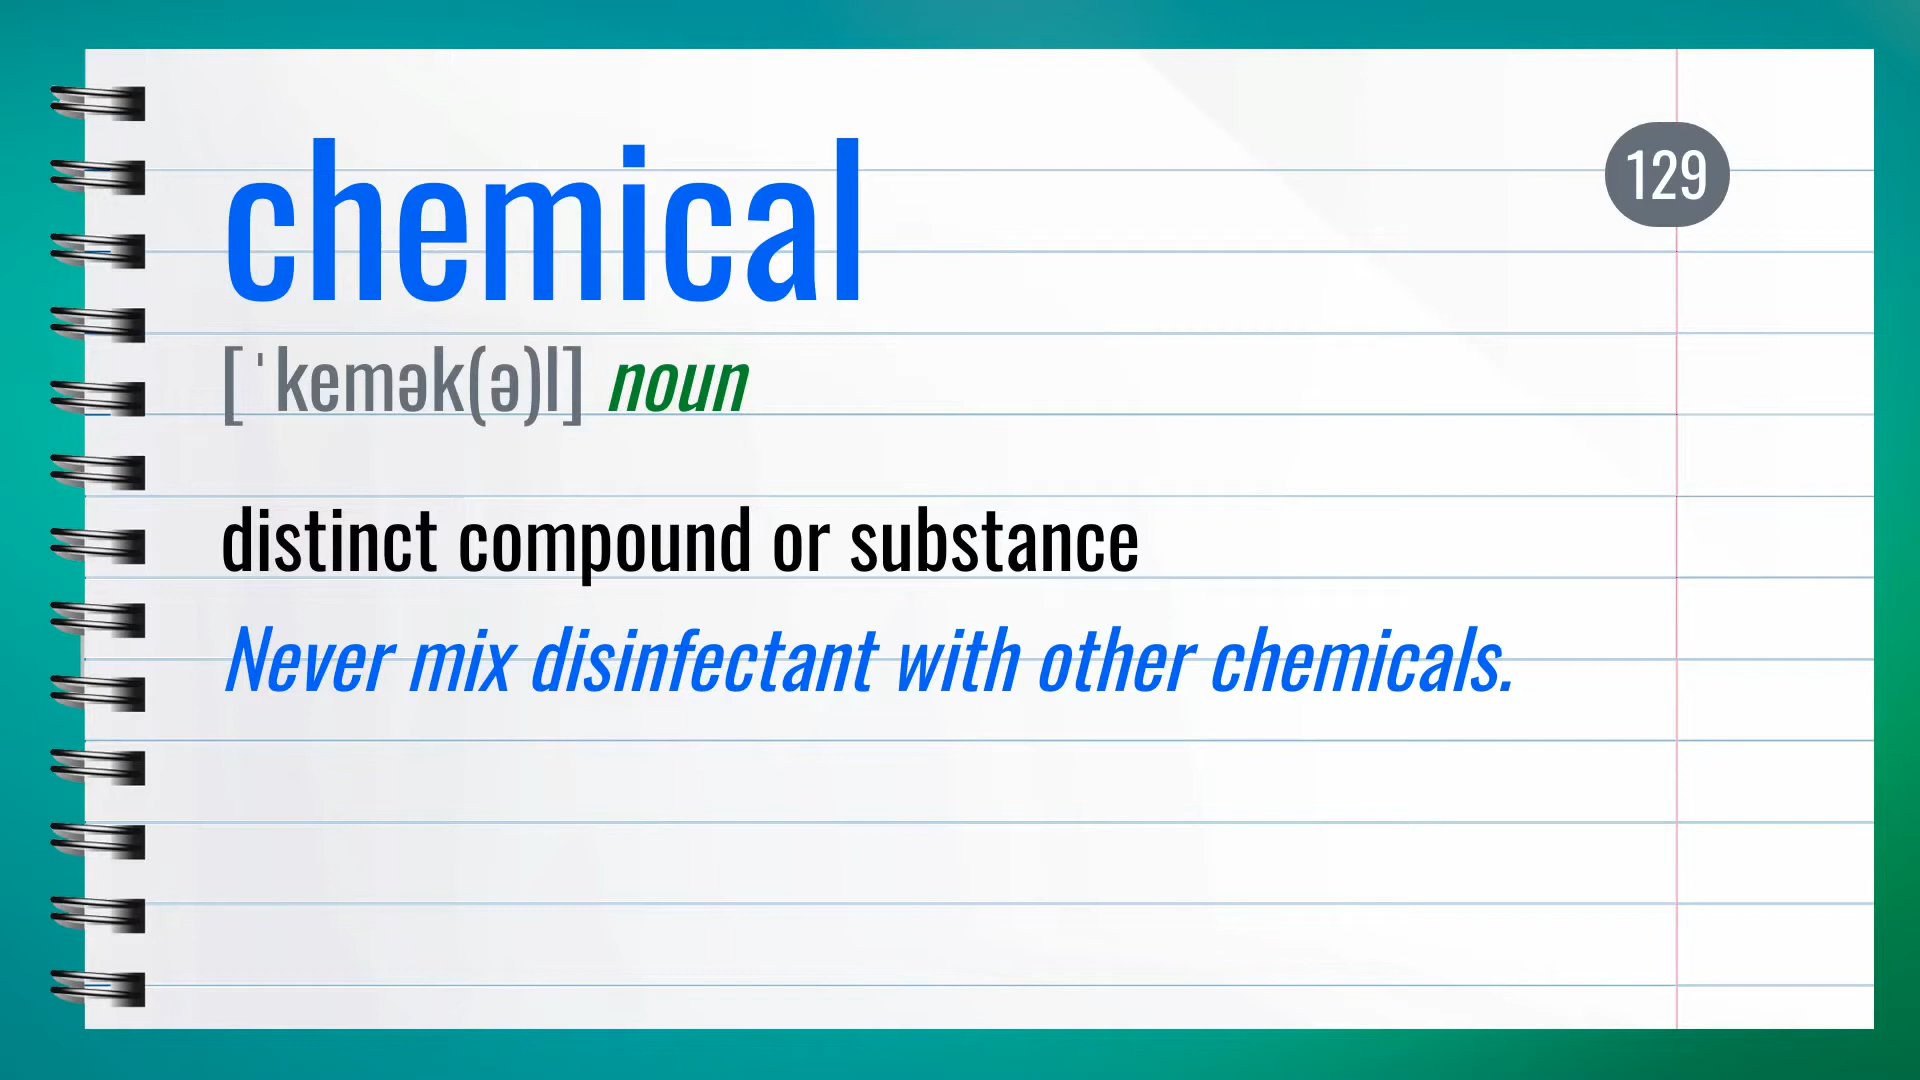 chemical
129
[ˈkemək(ə)l] noun
distinct compound or substance
Never mix disinfectant with other chemicals.